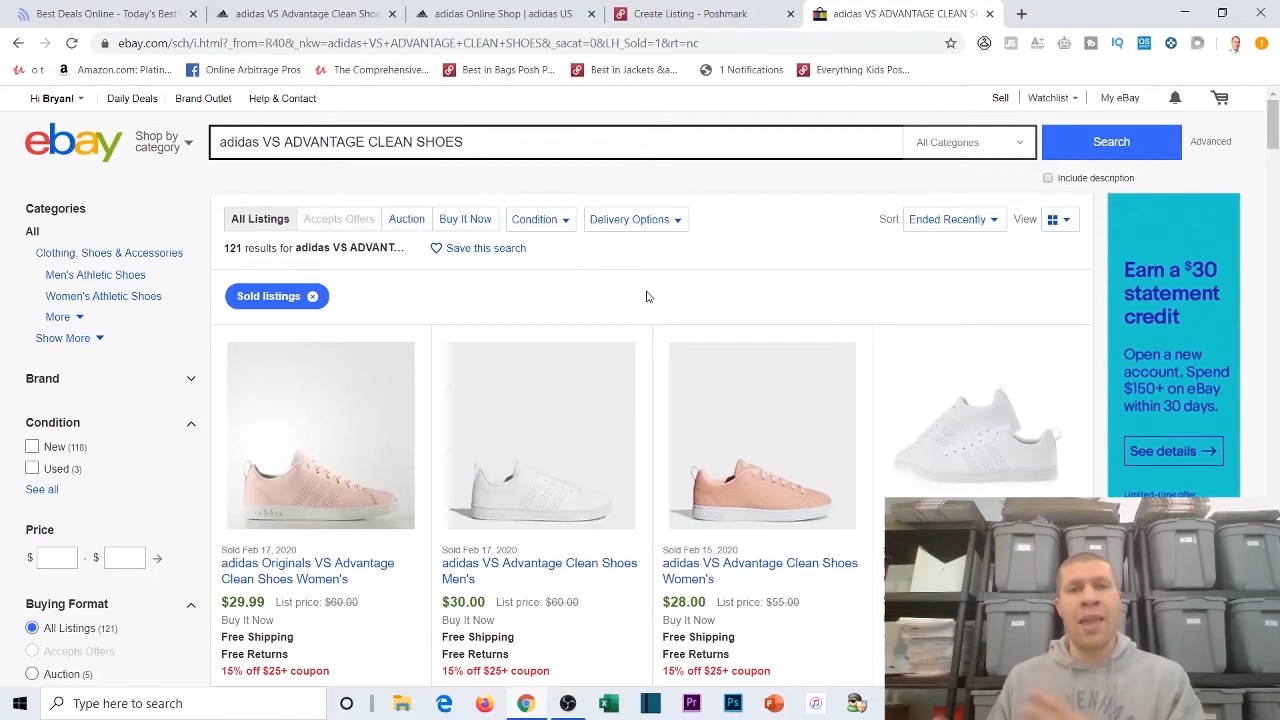 Best Deals Online - Today's Best
adidas VS Advantage Clean Shoe
adidas Online Shop | adidas US
Create Listing - Poshmark
adidas VS ADVANTAGE CLEAN S
ebay.com/sch/i.html?_from=R40&_nkw=adidas+VS+ADVANTAGE+CLEAN+SHOES&_sacat=0&LH_Sold=1&rt=nc
o t
Amazon.com: Platin...
Online Arbitrage Pros
The Comprehensive...
Best in Bags Posh P...
Best in Jackets &a...
1 Notifications
Everything Kids Pos...
Hi Bryan!
Daily Deals
Brand Outlet
Help & Contact
Sell
Watchlist
My eBay
ebay
Shop by
category
adidas VS ADVANTAGE CLEAN SHOES
All Categories
Search
Advanced
Include description
Categories
All
Clothing, Shoes & Accessories
Men's Athletic Shoes
Women's Athletic Shoes
More
Show More
Brand
Condition
New (118)
Used (3)
See all
Price
$ - $
Buying Format
All Listings (121)
Accepts Offers
Auction (5)
All Listings
Accepts Offers
Auction
Buy It Now
Condition
Delivery Options
Sort
Ended Recently
View
121 results for adidas VS ADVANT...
Save this search
Sold listings
Sold Feb 17, 2020
adidas Originals VS Advantage
Clean Shoes Women's
$29.99 List price: $60.00
Buy It Now
Free Shipping
Free Returns
15% off $25+ coupon
Sold Feb 17, 2020
adidas VS Advantage Clean Shoes
Men's
$30.00 List price: $60.00
Buy It Now
Free Shipping
Free Returns
15% off $25+ coupon
Sold Feb 15, 2020
adidas VS Advantage Clean Shoes
Women's
$28.00 List price: $55.00
Buy It Now
Free Shipping
Free Returns
15% off $25+ coupon
Earn a $30
statement
credit
Open a new
account. Spend
$150+ on eBay
within 30 days.
See details
Limited-time offer
Type here to search